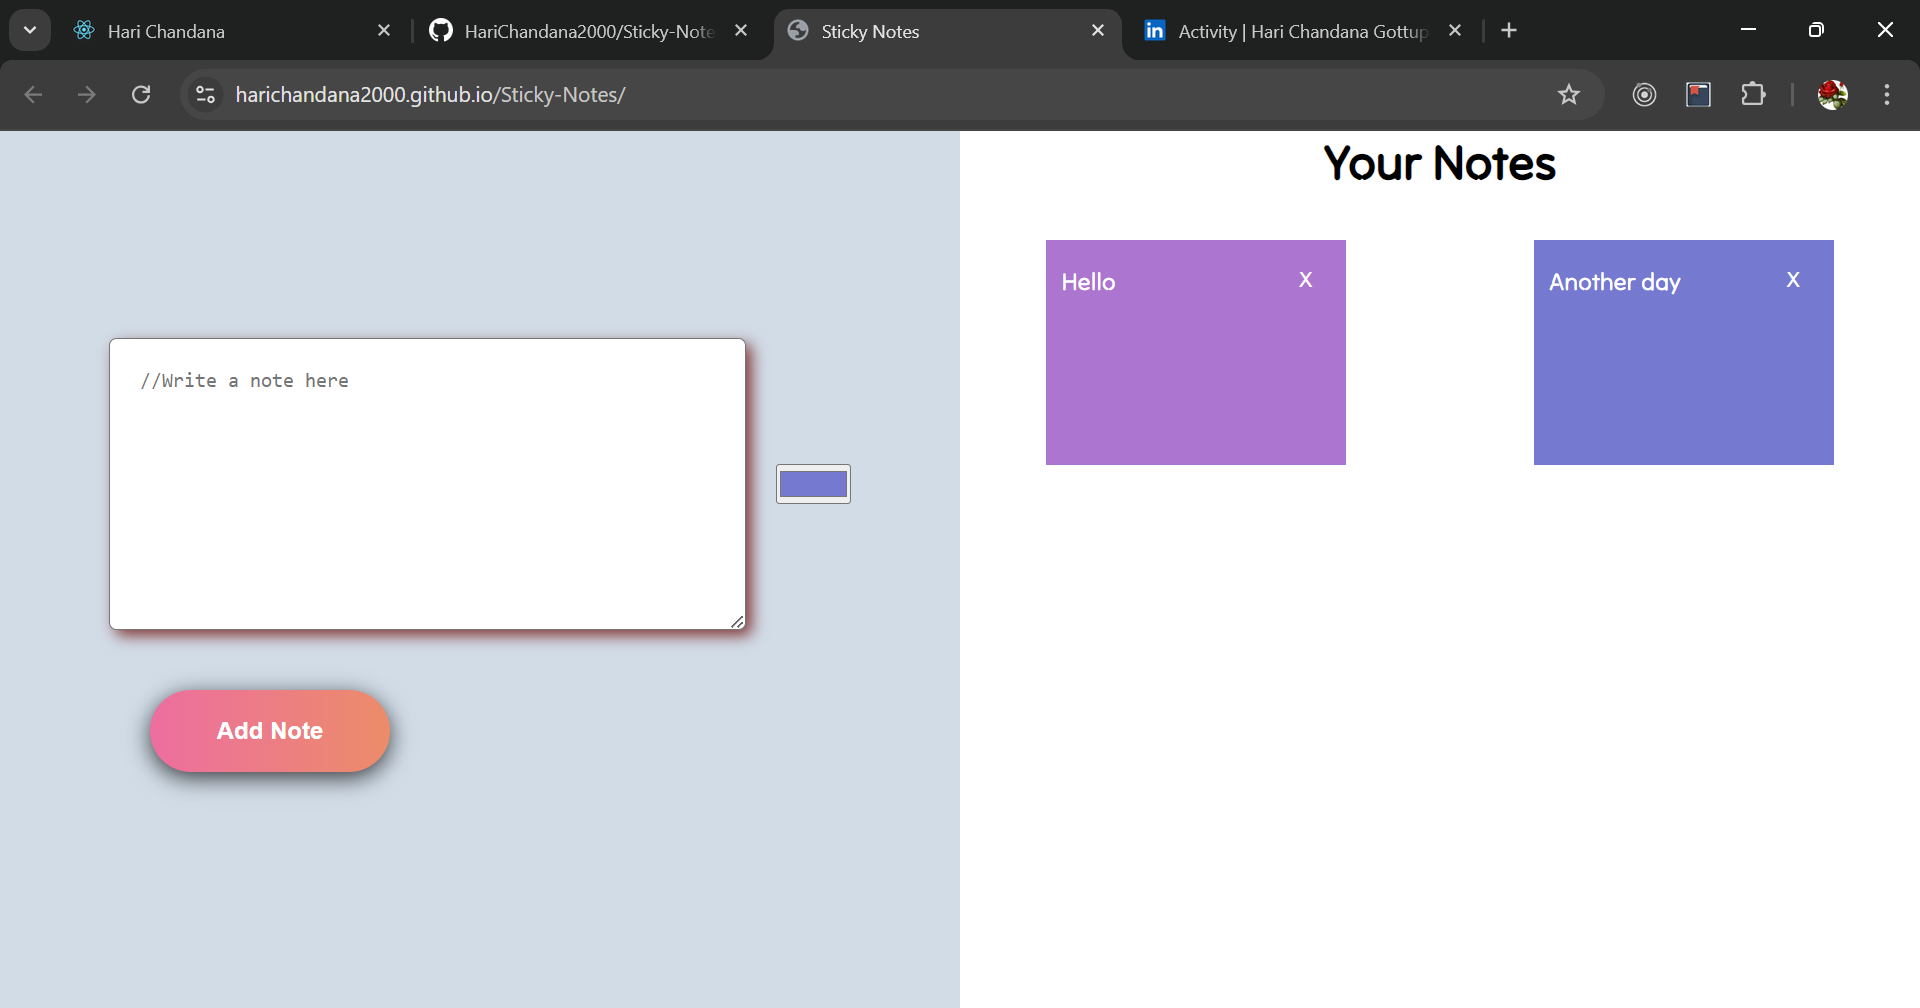 Hari Chandana
HariChandana2000/Sticky-Note
Sticky Notes
Activity | Hari Chandana Gottup
harichandana2000.github.io/Sticky-Notes/
Your Notes
Hello X
Another day X
//Write a note here
Add Note